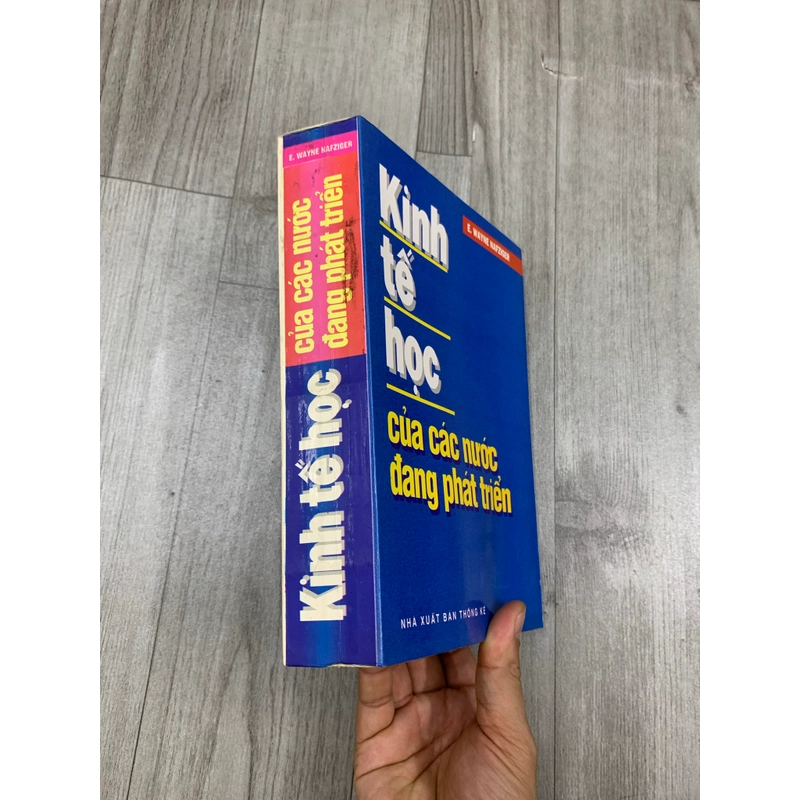 E. WAYNE NAFZIGER
Kinh tế học
của các nước
đang phát triển
E. WAYNE NAFZIGER
Kinh
tế
học
của các nước
đang phát triển
NHÀ XUẤT BẢN THỐNG KÊ